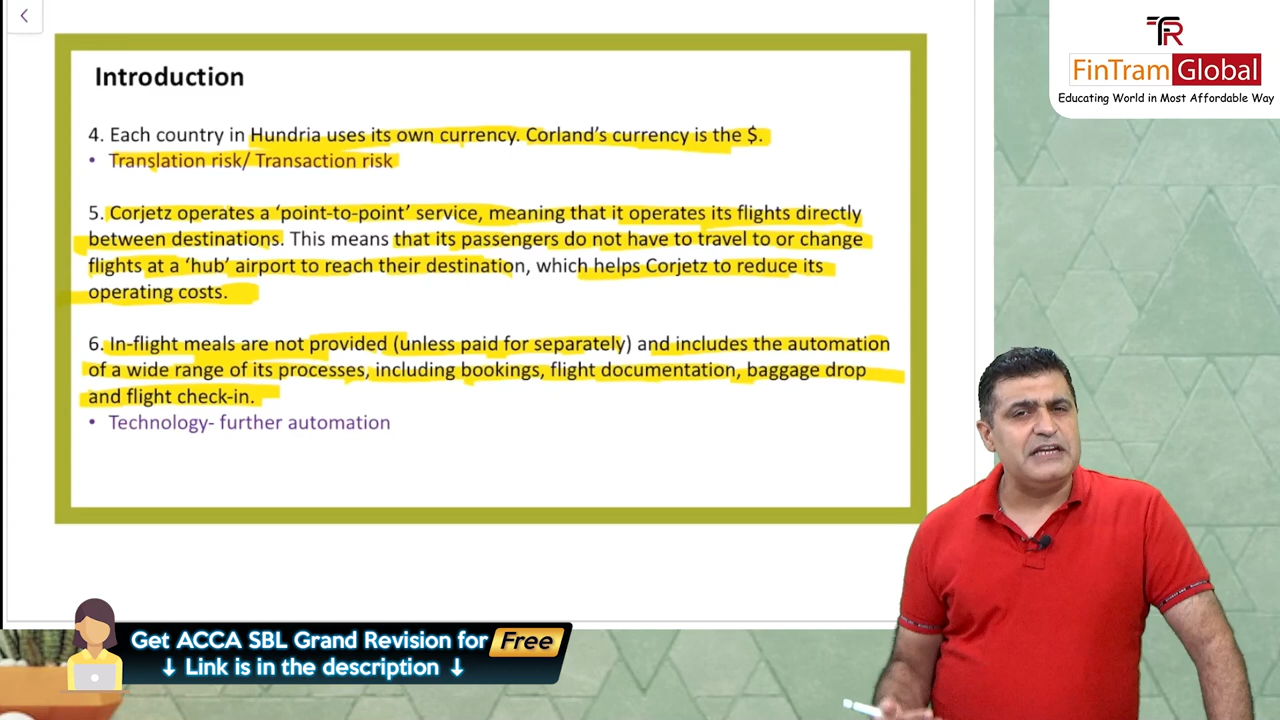 Introduction
4. Each country in Hundria uses its own currency. Corland's currency is the $.
• Translation risk/ Transaction risk
5. Corjetz operates a 'point-to-point' service, meaning that it operates its flights directly
between destinations. This means that its passengers do not have to travel to or change
flights at a 'hub' airport to reach their destination, which helps Corjetz to reduce its
operating costs.
6. In-flight meals are not provided (unless paid for separately) and includes the automation
of a wide range of its processes, including bookings, flight documentation, baggage drop
and flight check-in.
• Technology- further automation
FinTram Global
Educating World in Most Affordable Way
Get ACCA SBL Grand Revision for Free
↓ Link is in the description ↓